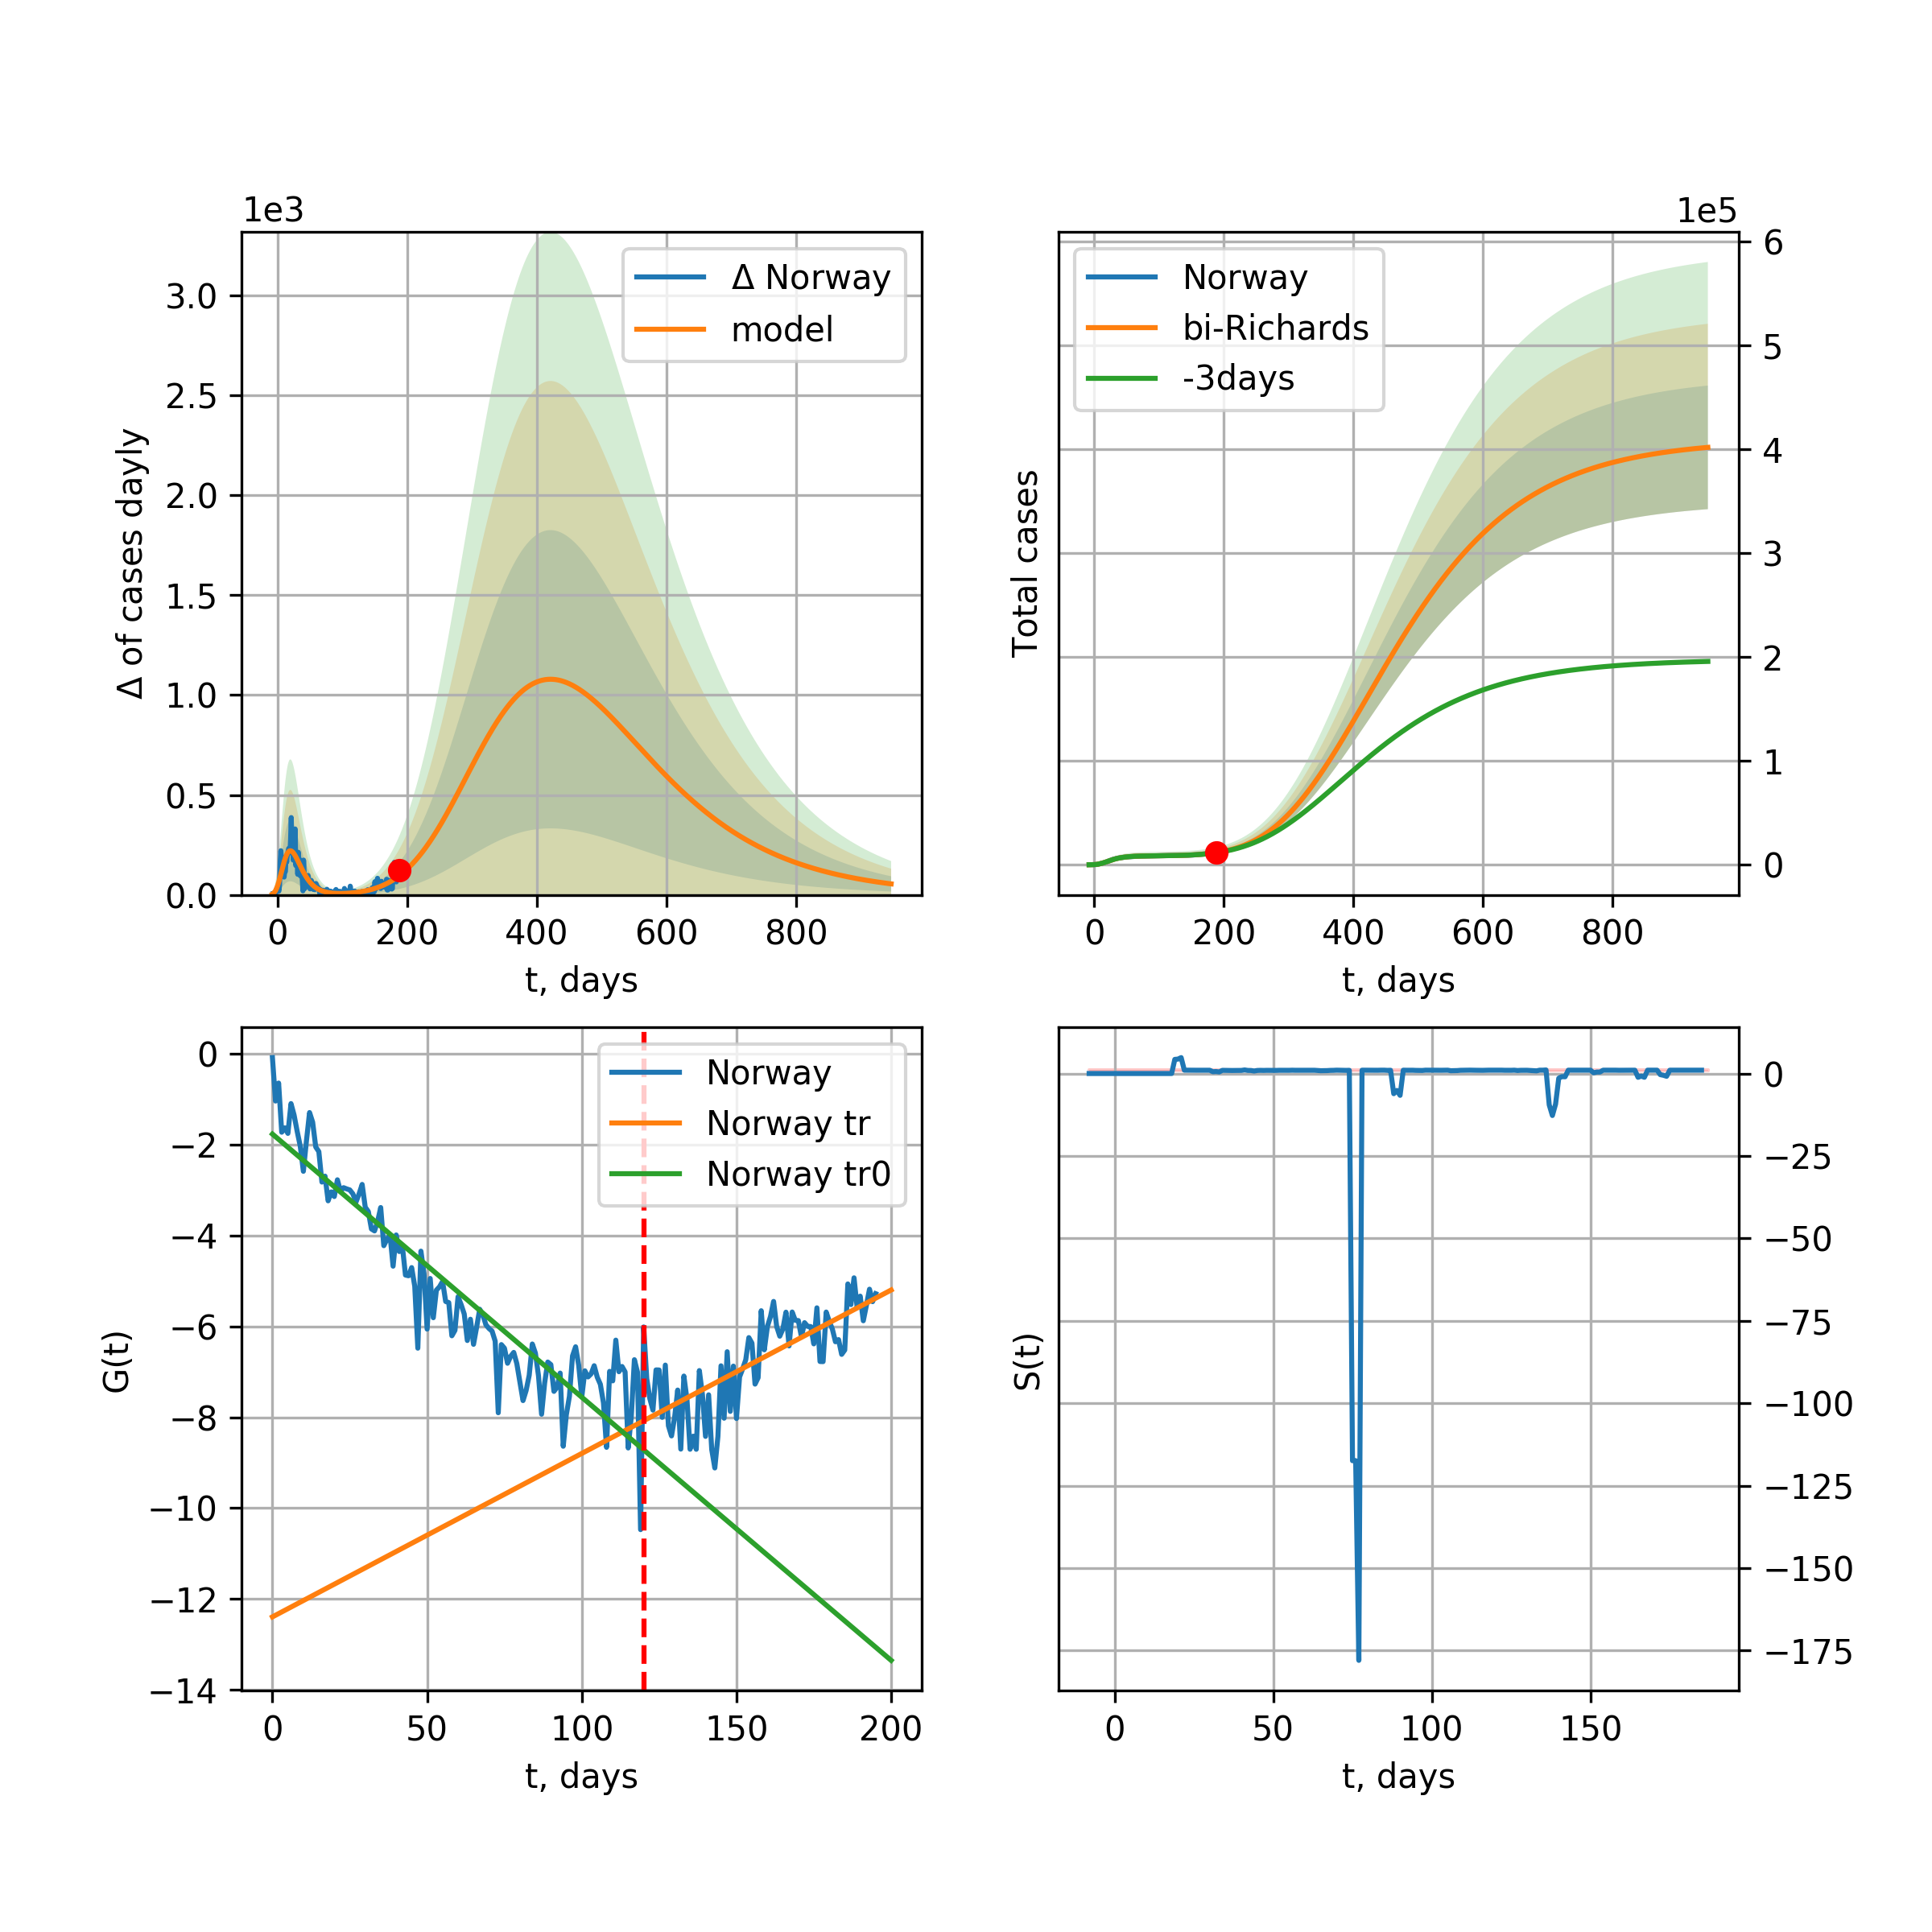 1e3
Δ of cases dayly
3.0
2.5
2.0
1.5
1.0
0.5
0.0
0 200 400 600 800
t, days
Δ Norway
model
1e5
Total cases
6
5
4
3
2
1
0
0 200 400 600 800
t, days
Norway
bi-Richards
-3days
G(t)
0
−2
−4
−6
−8
−10
−12
−14
0 50 100 150 200
t, days
Norway
Norway tr
Norway tr0
S(t)
0
−25
−50
−75
−100
−125
−150
−175
0 50 100 150
t, days